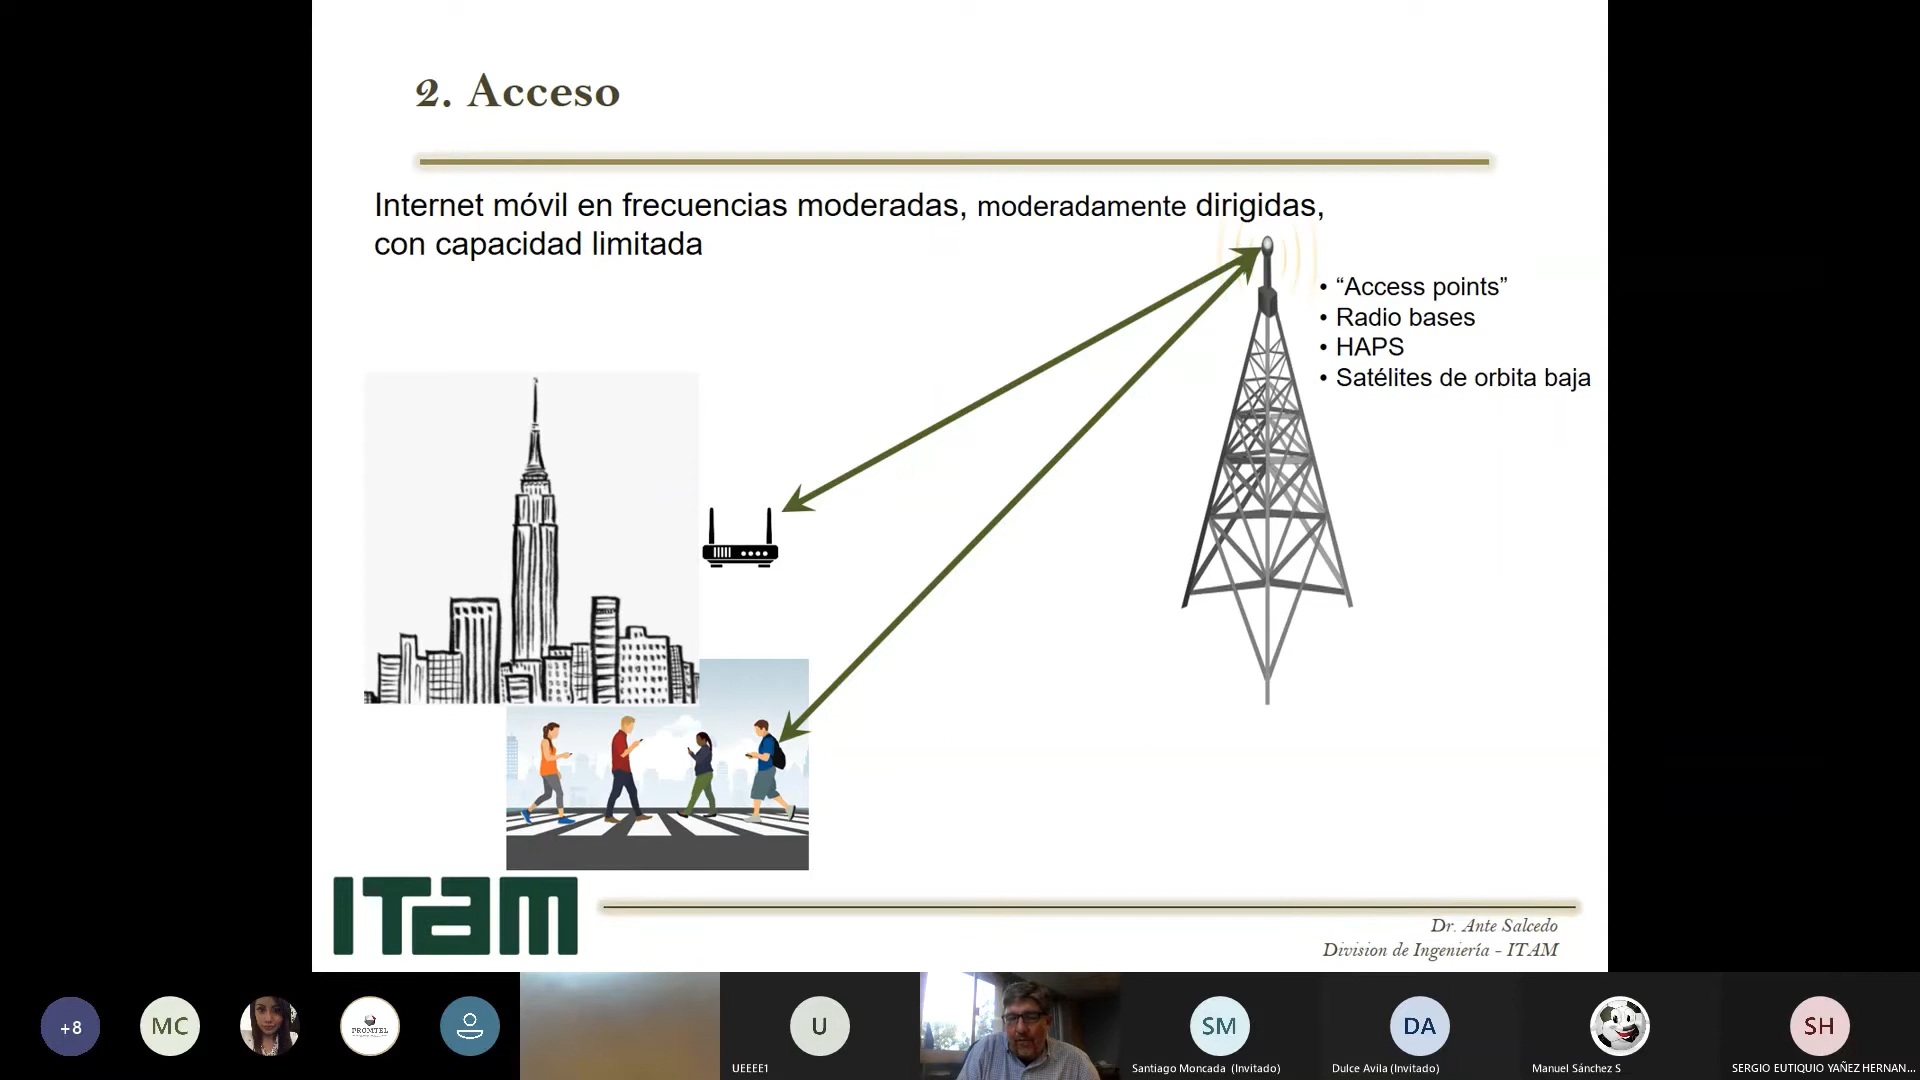 2. Acceso
Internet móvil en frecuencias moderadas, moderadamente dirigidas,
con capacidad limitada
• “Access points”
• Radio bases
• HAPS
• Satélites de orbita baja
ITAM
Dr. Ante Salcedo
Division de Ingeniería - ITAM
+8
MC
PROMTEL
U
UEEEE1
SM
Santiago Moncada (Invitado)
DA
Dulce Avila (Invitado)
Manuel Sánchez S
SH
SERGIO EUTIQUIO YAÑEZ HERNAN...